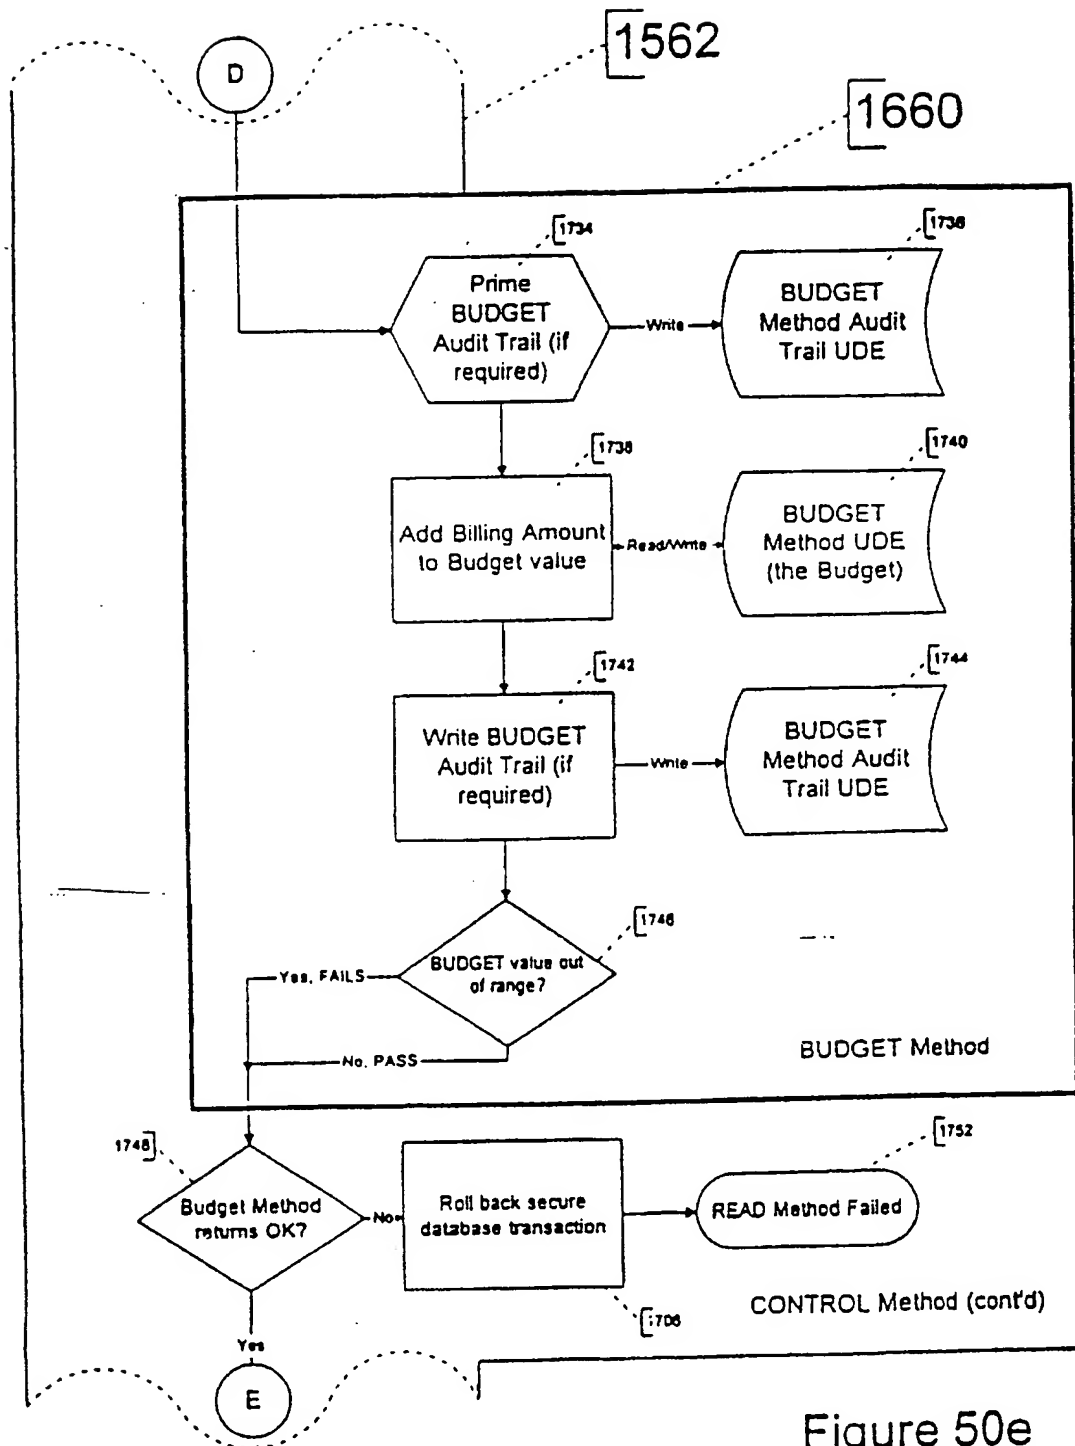 1562
D
1660
1734
Prime
BUDGET
Audit Trail (if
required)
Write
1736
BUDGET
Method Audit
Trail UDE
1738
Add Billing Amount
to Budget value
Read/Write
1740
BUDGET
Method UDE
(the Budget)
1742
Write BUDGET
Audit Trail (if
required)
Write
1744
BUDGET
Method Audit
Trail UDE
1746
BUDGET value out
of range?
Yes, FAILS
No, PASS
BUDGET Method
1748
Budget Method
returns OK?
No
Roll back secure
database transaction
1752
READ Method Failed
CONTROL Method (cont'd)
Yes
E
Figure 50e